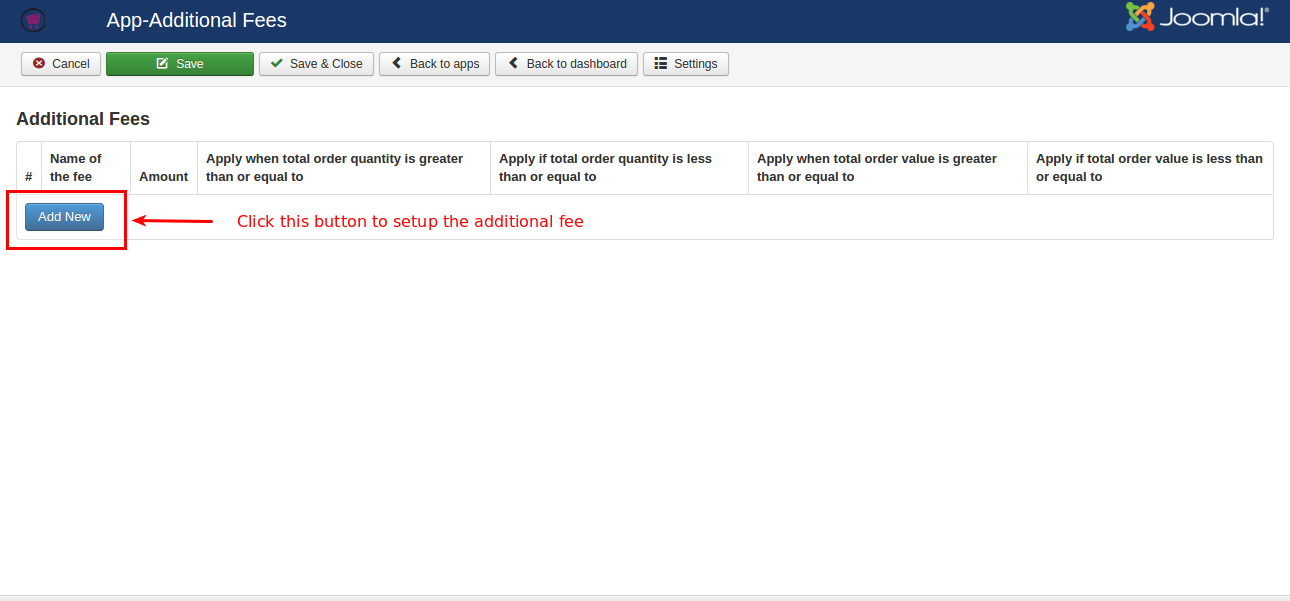 App-Additional Fees
Joomla!®
Cancel
Save
Save & Close
Back to apps
Back to dashboard
Settings
Additional Fees
#
Name of
the fee
Amount
Apply when total order quantity is greater
than or equal to
Apply if total order quantity is less
than or equal to
Apply when total order value is greater
than or equal to
Apply if total order value is less than
or equal to
Add New
Click this button to setup the additional fee